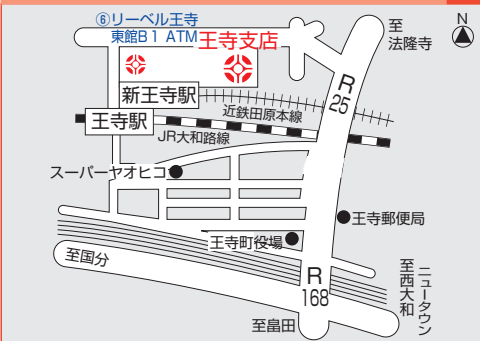 ⑥リーベル王寺
東館B1 ATM
王寺支店
至
法隆寺
N
新王寺駅
R
25
近鉄田原本線
王寺駅
JR大和路線
スーパーヤオヒコ
王寺郵便局
王寺町役場
至国分
R
168
至西大和
ニュータウン
至畠田